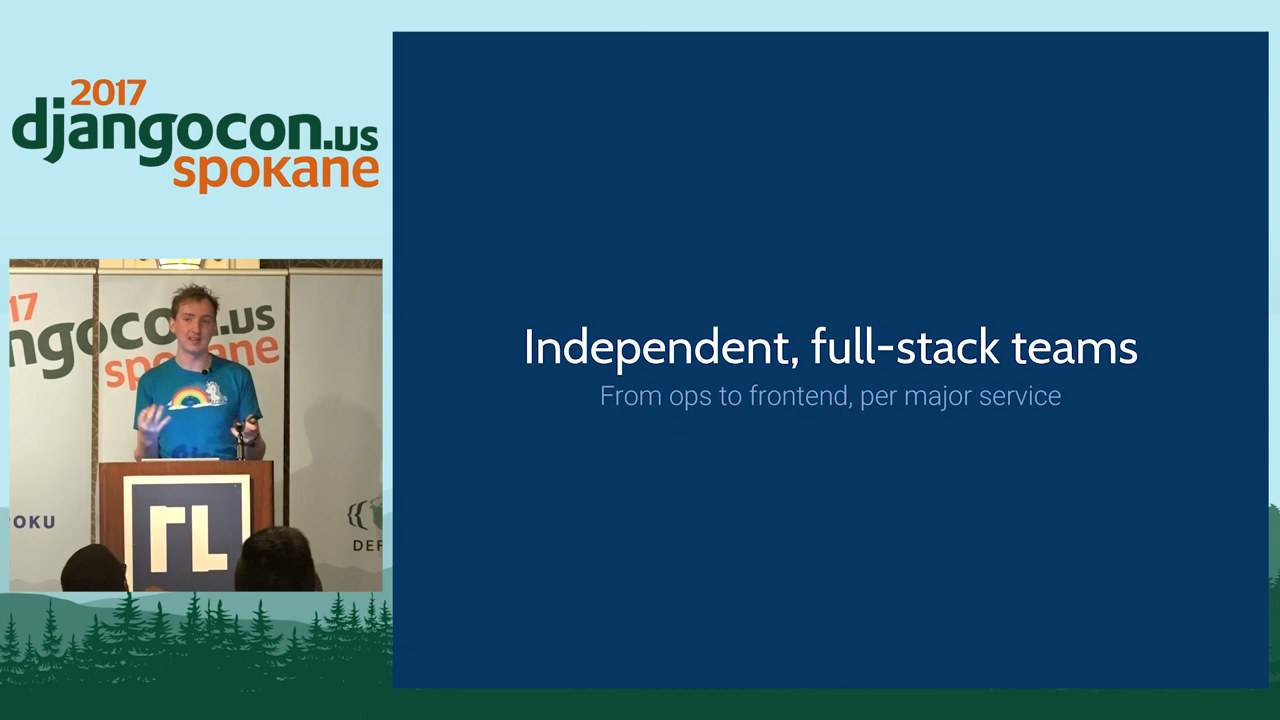 2017
djangocon.us
spokane
Independent, full-stack teams
From ops to frontend, per major service
17
ngoco .us
spokane
OKU
DEF